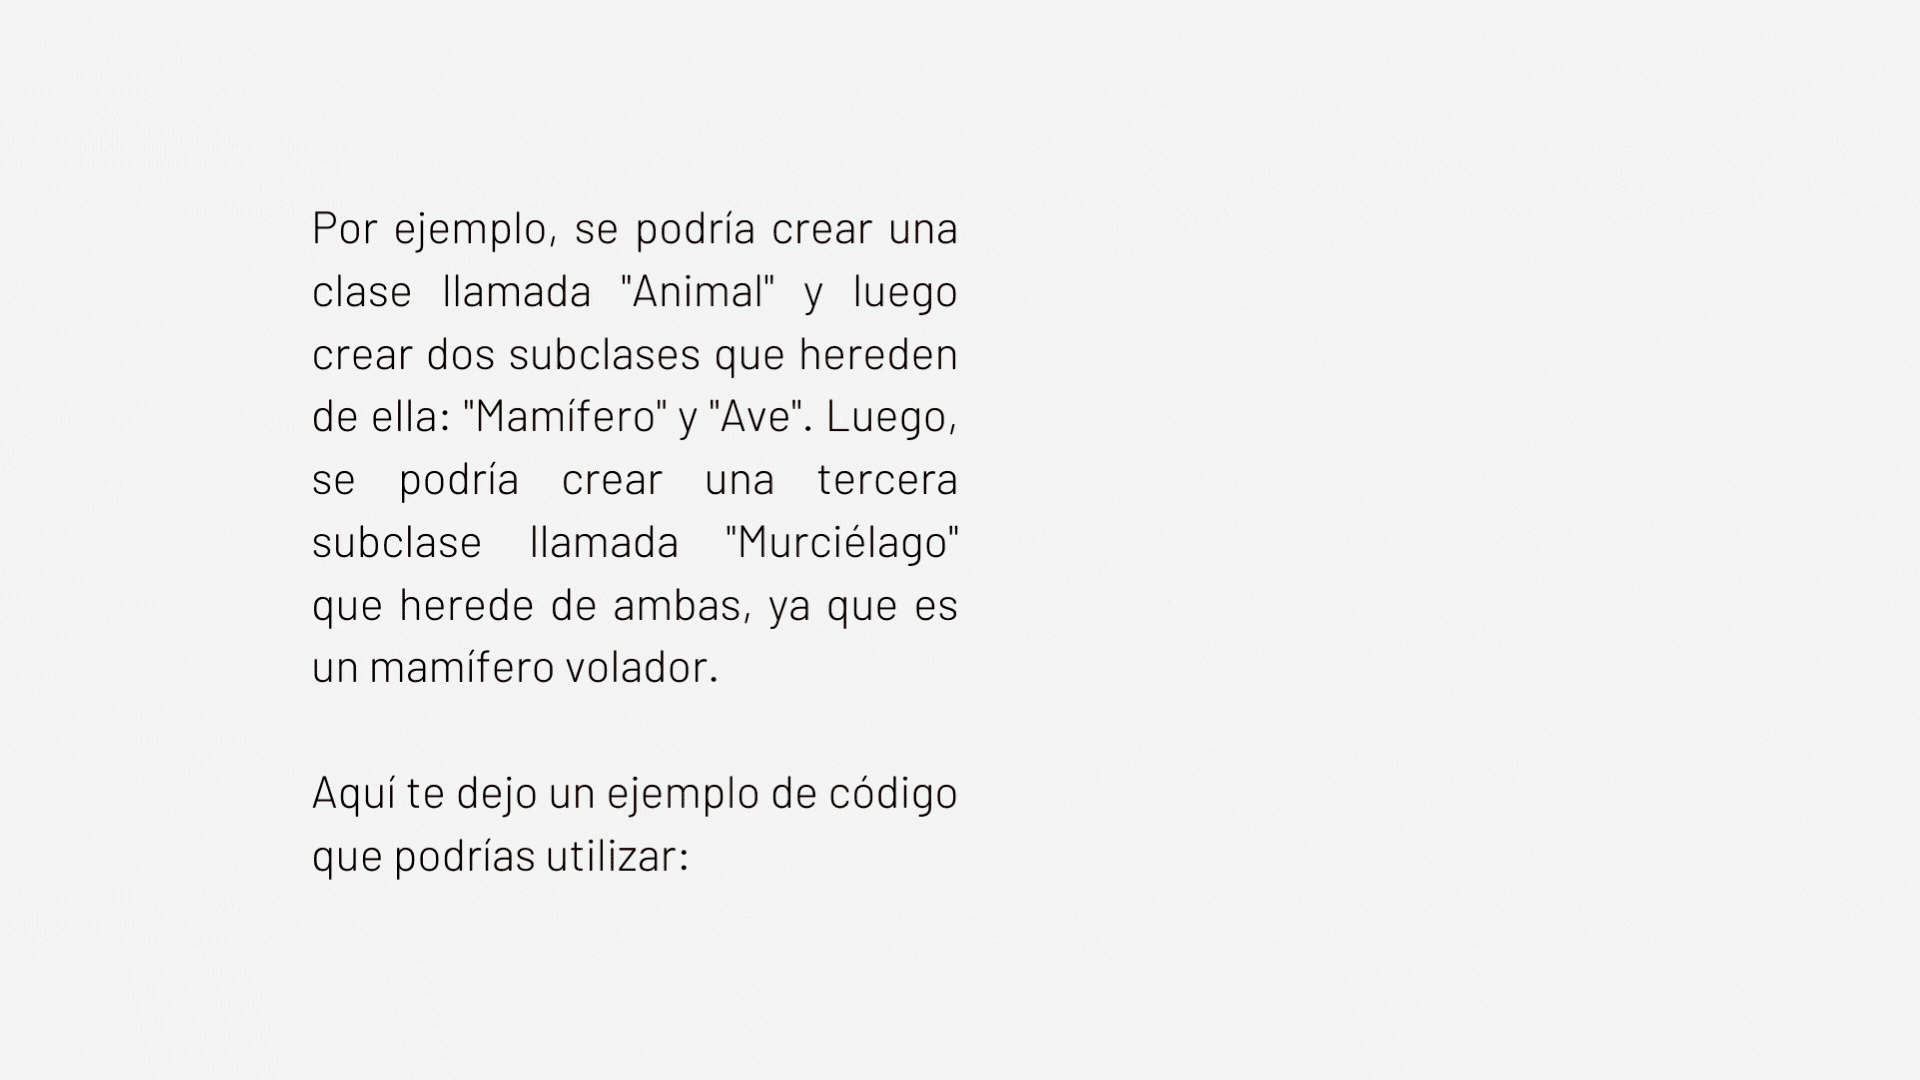 Por ejemplo, se podría crear una
clase llamada "Animal" y luego
crear dos subclases que hereden
de ella: "Mamífero" y "Ave". Luego,
se podría crear una tercera
subclase llamada "Murciélago"
que herede de ambas, ya que es
un mamífero volador.
Aquí te dejo un ejemplo de código
que podrías utilizar: